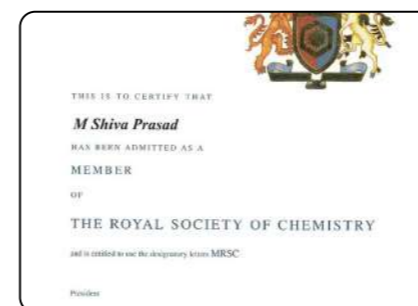 THIS IS TO CERTIFY THAT
M Shiva Prasad
HAS BEEN ADMITTED AS A
MEMBER
OF
THE ROYAL SOCIETY OF CHEMISTRY
and is entitled to use the designatory letters MRSC
President